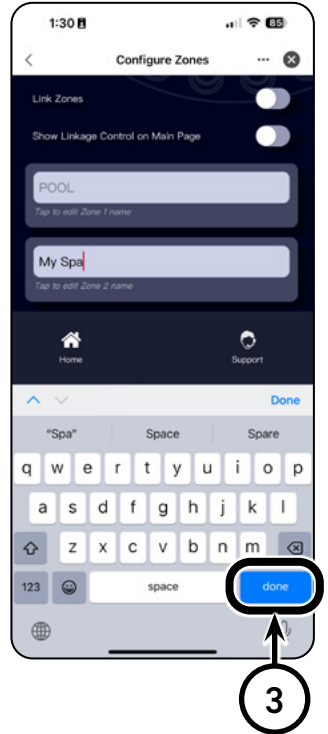 1:30 85
Configure Zones ...
Link Zones
Show Linkage Control on Main Page
POOL
Tap to edit Zone 1 name
My Spa
Tap to edit Zone 2 name
Home Support
Done
“Spa” Space Spare
q w e r t y u i o p
a s d f g h j k l
z x c v b n m
123 space done
3